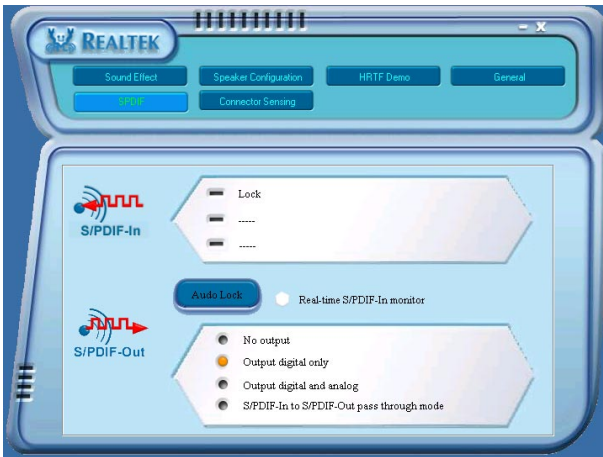 REALTEK
Sound Effect
Speaker Configuration
HRTF Demo
General
SPDIF
Connector Sensing
S/PDIF-In
Lock
-----
-----
Audo Lock
Real-time S/PDIF-In monitor
S/PDIF-Out
No output
Output digital only
Output digital and analog
S/PDIF-In to S/PDIF-Out pass through mode